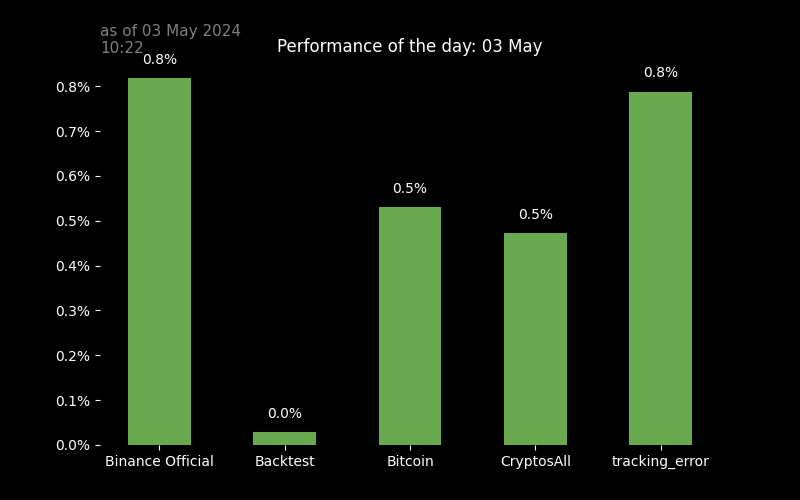 as of 03 May 2024
10:22
Performance of the day: 03 May
0.8%
0.0%
0.5%
0.5%
0.8%
0.8%
0.7%
0.6%
0.5%
0.4%
0.3%
0.2%
0.1%
0.0%
Binance Official
Backtest
Bitcoin
CryptosAll
tracking_error